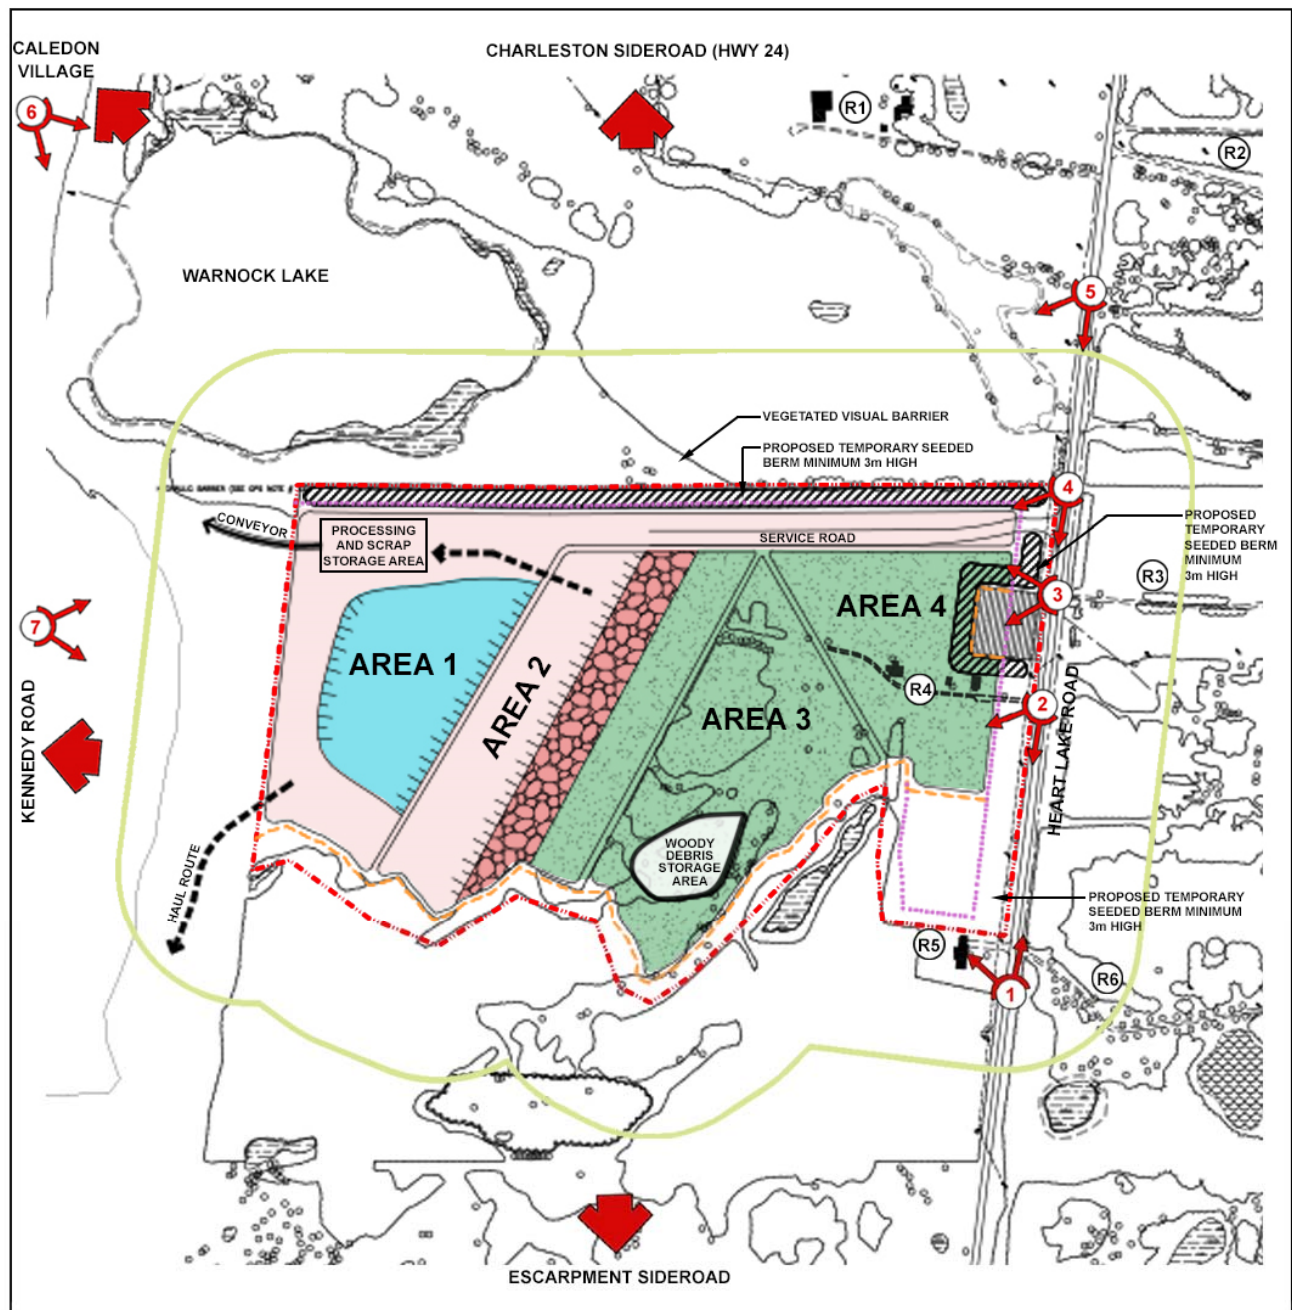 CALEDON
VILLAGE
CHARLESTON SIDEROAD (HWY 24)
6
R1
R2
WARNOCK LAKE
5
VEGETATED VISUAL BARRIER
PROPOSED TEMPORARY SEEDED
BERM MINIMUM 3m HIGH
4
CONVEYOR
PROCESSING
AND SCRAP
STORAGE AREA
SERVICE ROAD
PROPOSED
TEMPORARY
SEEDED BERM
MINIMUM
3m HIGH
R3
3
AREA 4
7
AREA 1
AREA 2
AREA 3
R4
2
KENNEDY ROAD
HEART LAKE ROAD
HAUL ROUTE
WOODY
DEBRIS
STORAGE
AREA
PROPOSED TEMPORARY
SEEDED BERM MINIMUM
3m HIGH
R5
R6
1
ESCARPMENT SIDEROAD